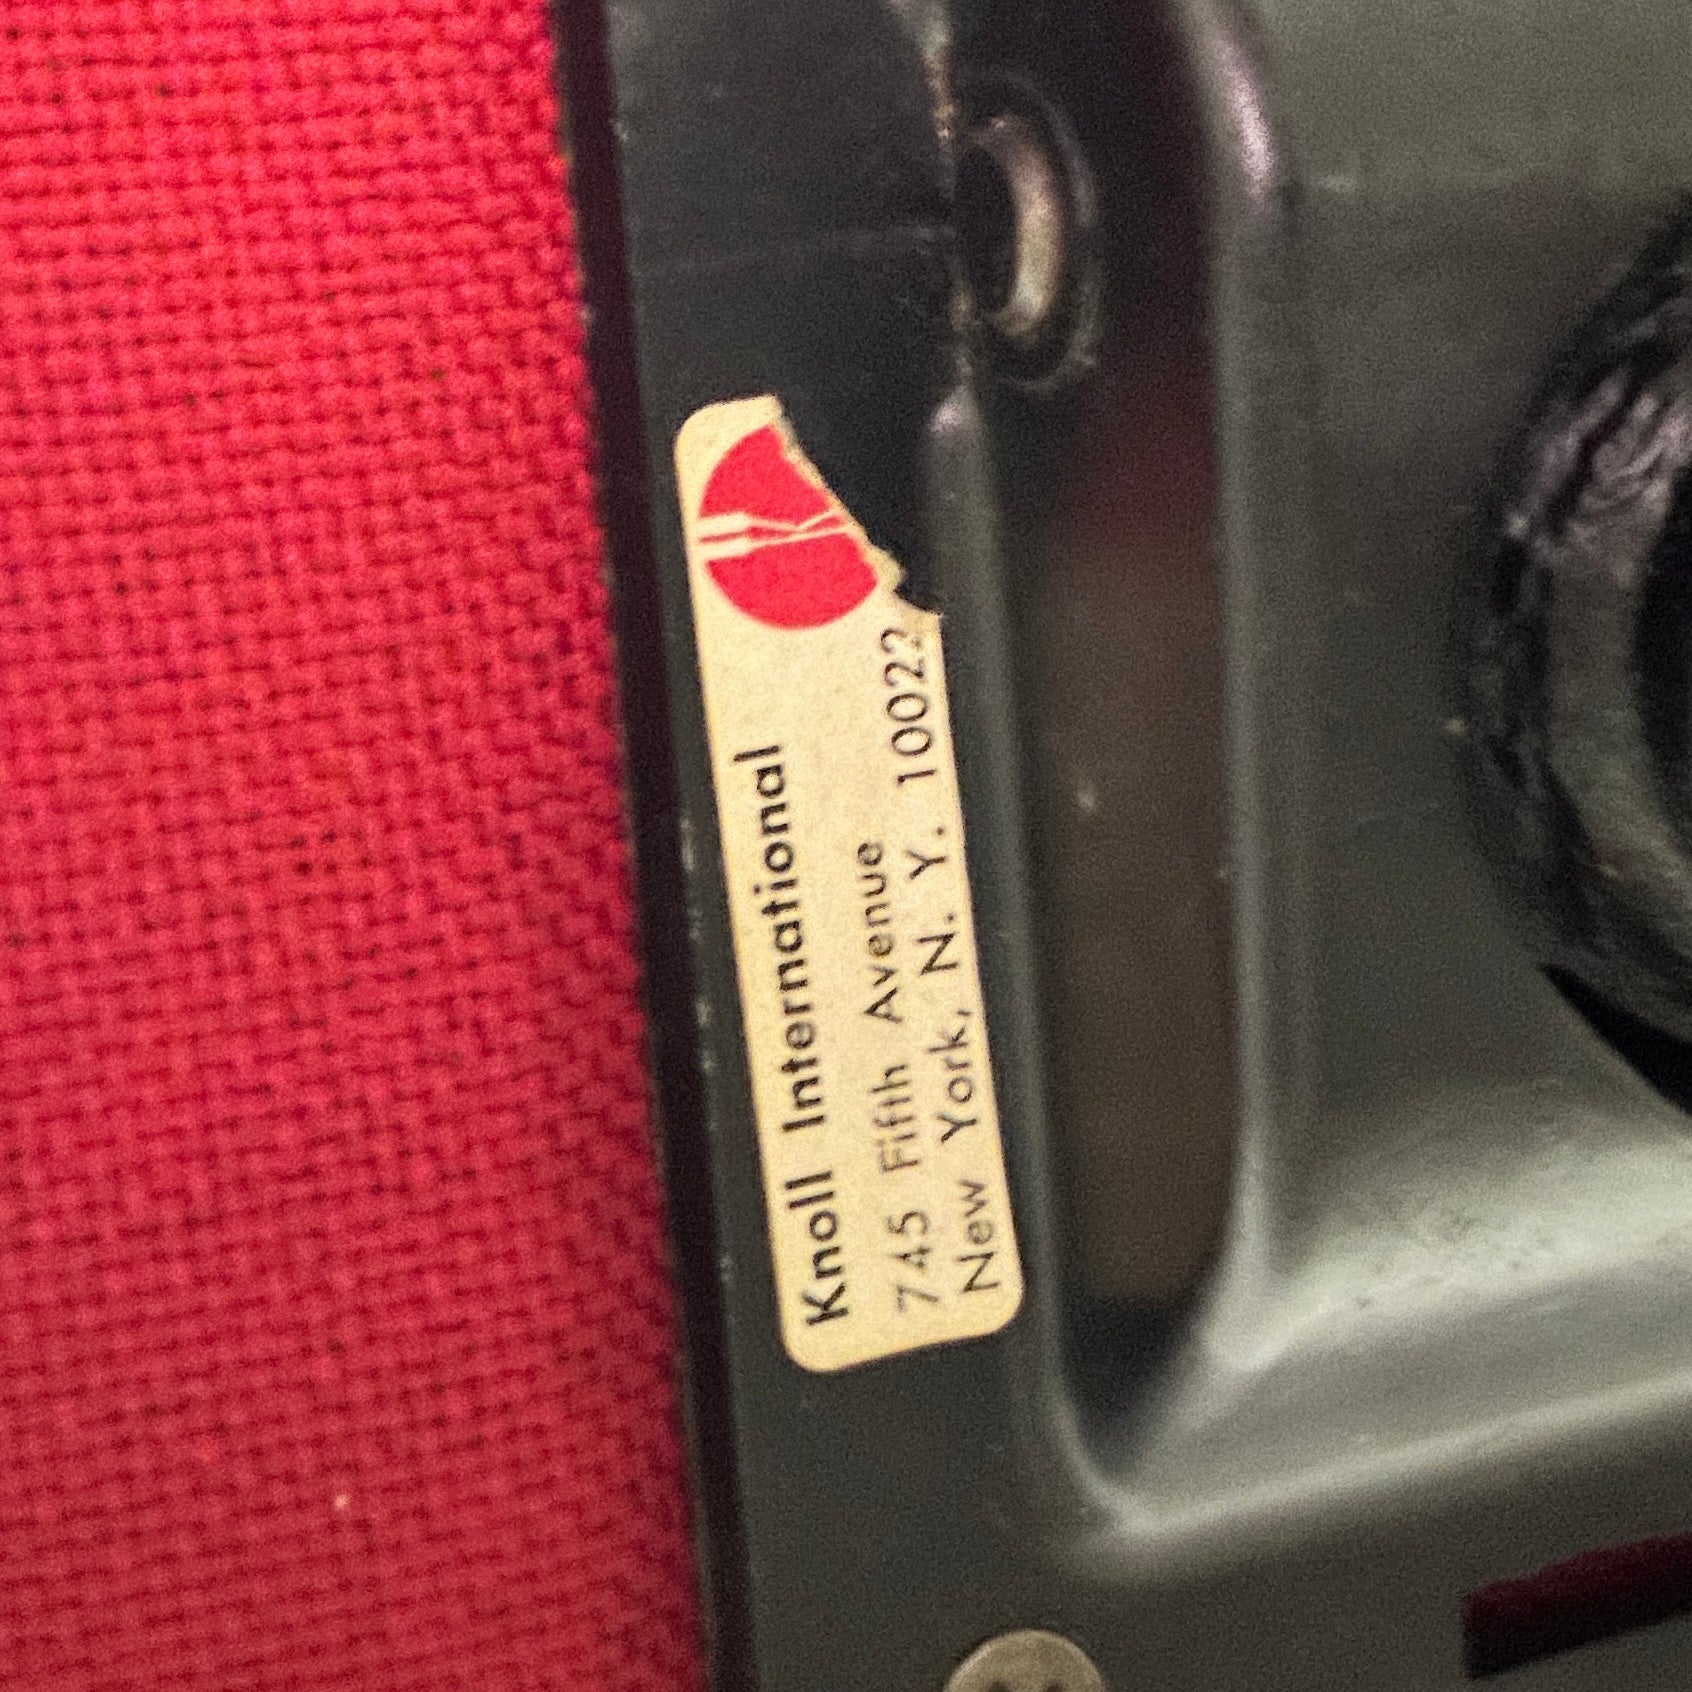 Knoll International
745 Fifth Avenue
New York, N. Y. 10022